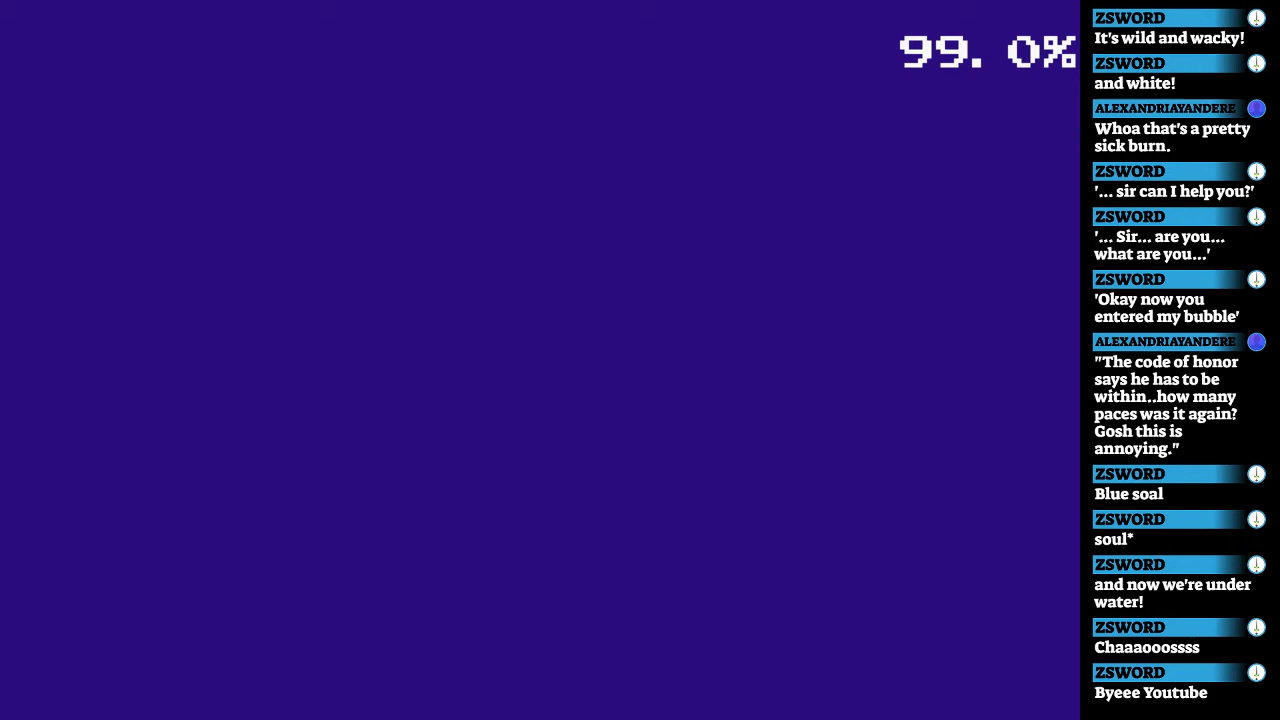 99. 0%
ZSWORD
It's wild and wacky!
ZSWORD
and white!
ALEXANDRIAYANDERE
Whoa that's a pretty
sick burn.
ZSWORD
'... sir can I help you?'
ZSWORD
'... Sir... are you...
what are you...'
ZSWORD
'Okay now you
entered my bubble'
ALEXANDRIAYANDERE
"The code of honor
says he has to be
within..how many
paces was it again?
Gosh this is
annoying."
ZSWORD
Blue soal
ZSWORD
soul*
ZSWORD
and now we're under
water!
ZSWORD
Chaaaooossss
ZSWORD
Byeee Youtube